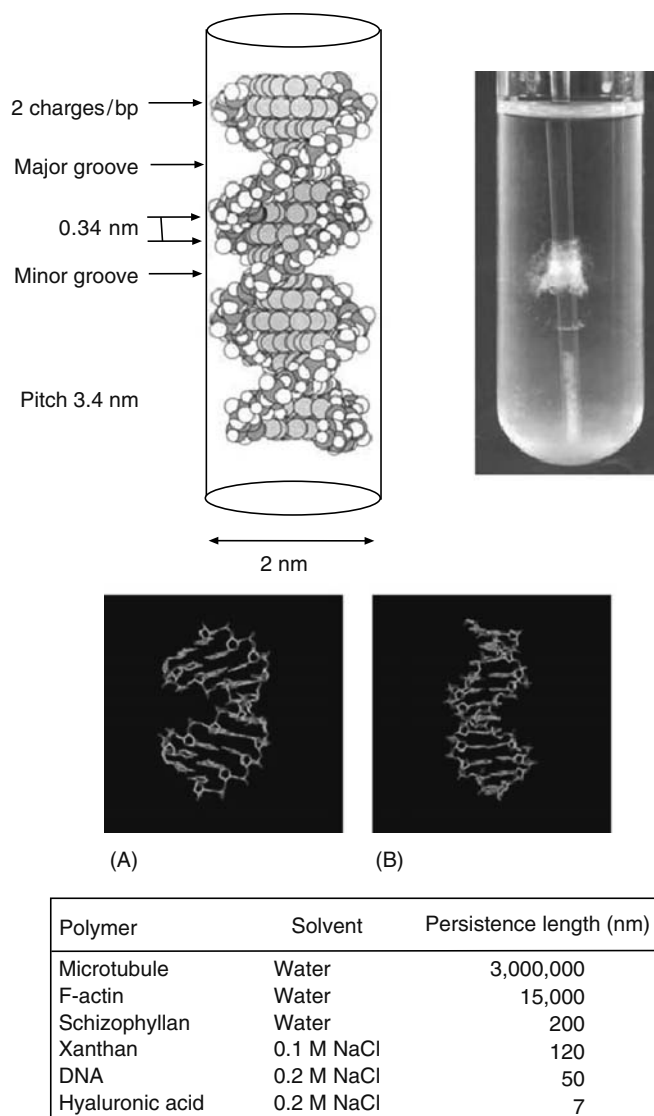 2 charges/bp
Major groove
0.34 nm
Minor groove
Pitch 3.4 nm
2 nm
(A)
(B)
Polymer Solvent Persistence length (nm)
Microtubule Water 3,000,000
F-actin Water 15,000
Schizophyllan Water 200
Xanthan 0.1 M NaCl 120
DNA 0.2 M NaCl 50
Hyaluronic acid 0.2 M NaCl 7